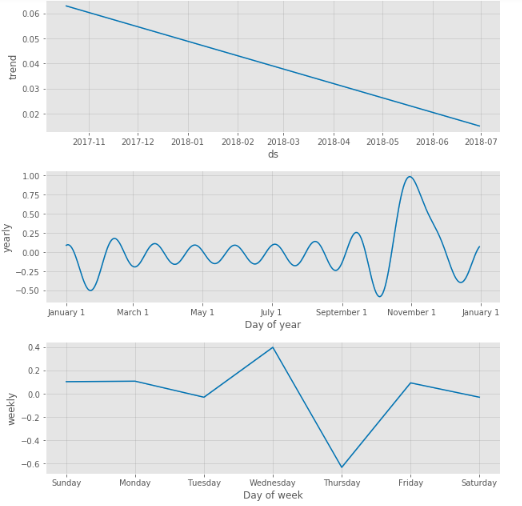 0.06
0.05
0.04
0.03
0.02
trend
2017-11 2017-12 2018-01 2018-02 2018-03 2018-04 2018-05 2018-06 2018-07
ds
1.00
0.75
0.50
0.25
0.00
−0.25
−0.50
yearly
January 1 March 1 May 1 July 1 September 1 November 1 January 1
Day of year
0.4
0.2
0.0
−0.2
−0.4
−0.6
weekly
Sunday Monday Tuesday Wednesday Thursday Friday Saturday
Day of week